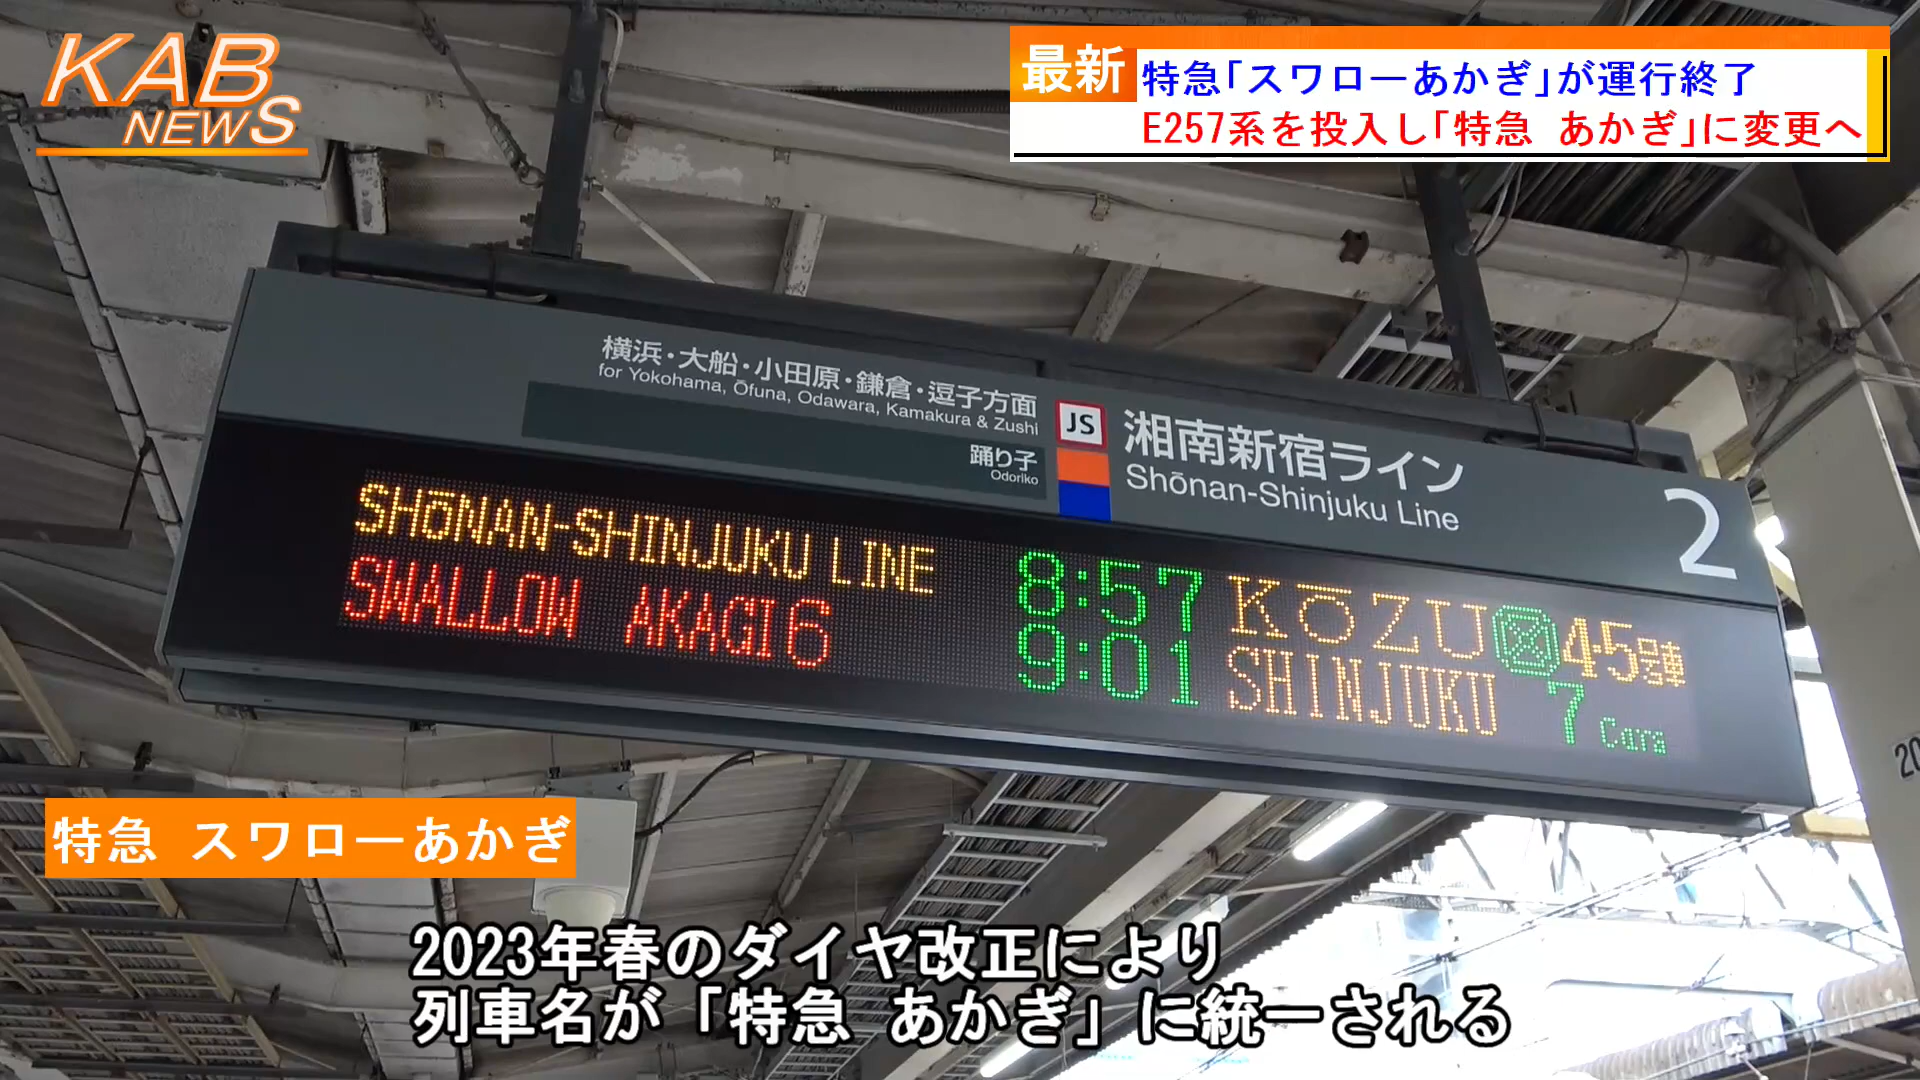 KAB
NEWS
最新
特急「スワローあかぎ」が運行終了
E257系を投入し「特急 あかぎ」に変更へ
横浜・大船・小田原・鎌倉・逗子方面
for Yokohama, Ōfuna, Odawara, Kamakura & Zushi
踊り子
Odoriko
JS
湘南新宿ライン
Shōnan-Shinjuku Line
2
SHōNAN-SHINJUKU LINE 8:57 KōZU 4・5号車
SWALLOW AKAGI 6 9:01 SHINJUKU 7 Cars
20
特急 スワローあかぎ
2023年春のダイヤ改正により
列車名が「特急 あかぎ」に統一される